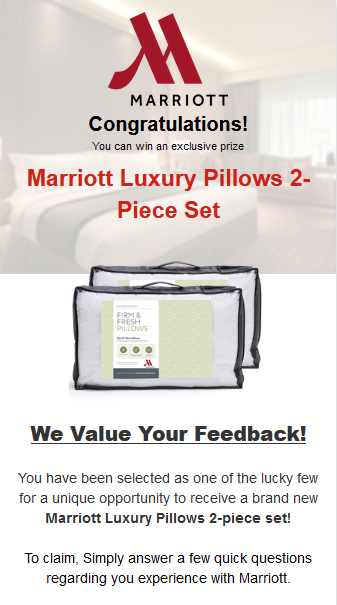 MARRIOTT
Congratulations!
You can win an exclusive prize
Marriott Luxury Pillows 2-
Piece Set
FIRM &
FRESH
PILLOWS
We Value Your Feedback!
You have been selected as one of the lucky few
for a unique opportunity to receive a brand new
Marriott Luxury Pillows 2-piece set!
To claim, Simply answer a few quick questions
regarding you experience with Marriott.